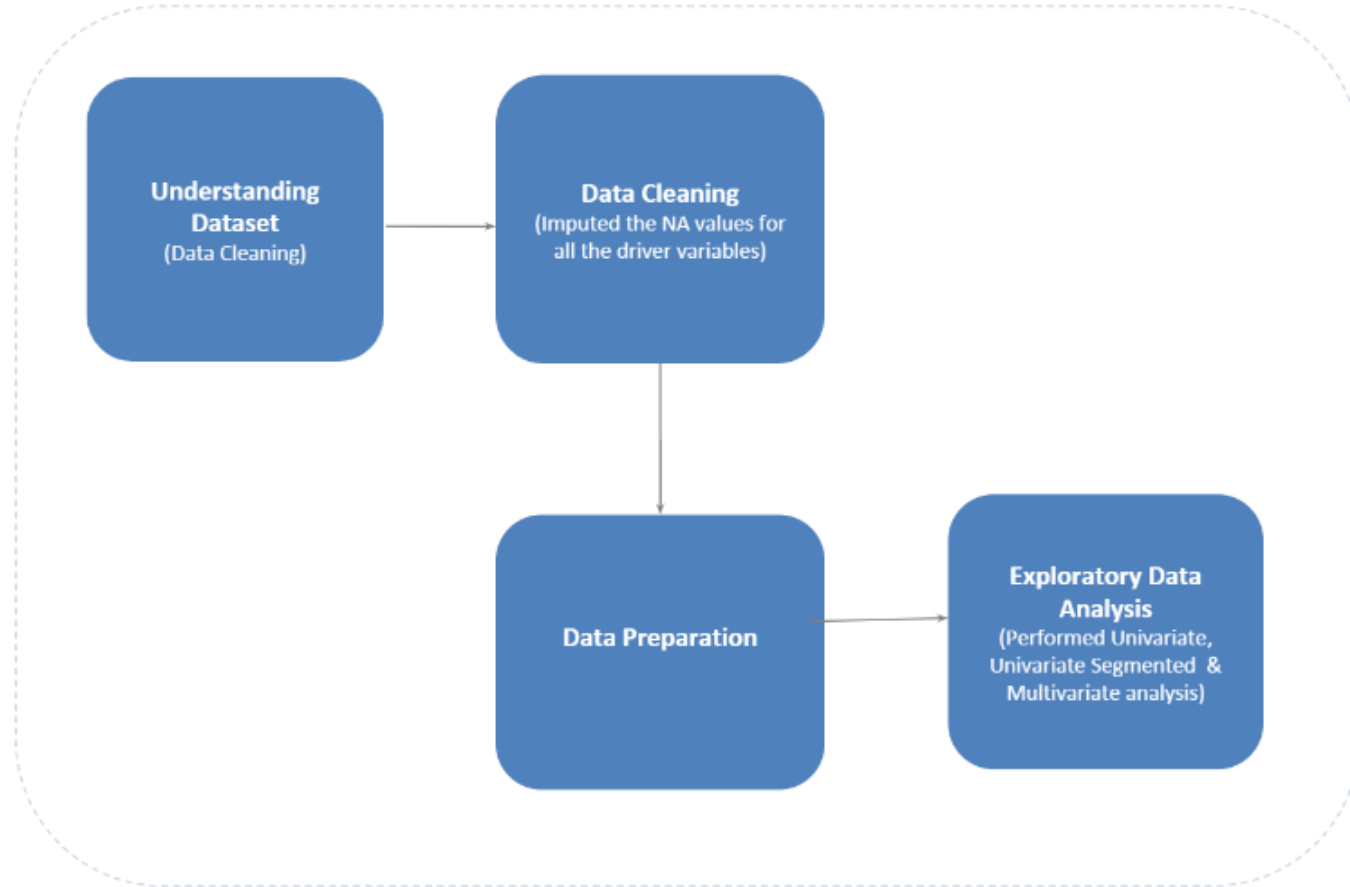 Understanding
Dataset
(Data Cleaning)
Data Cleaning
(Imputed the NA values for
all the driver variables)
Data Preparation
Exploratory Data
Analysis
(Performed Univariate,
Univariate Segmented &
Multivariate analysis)